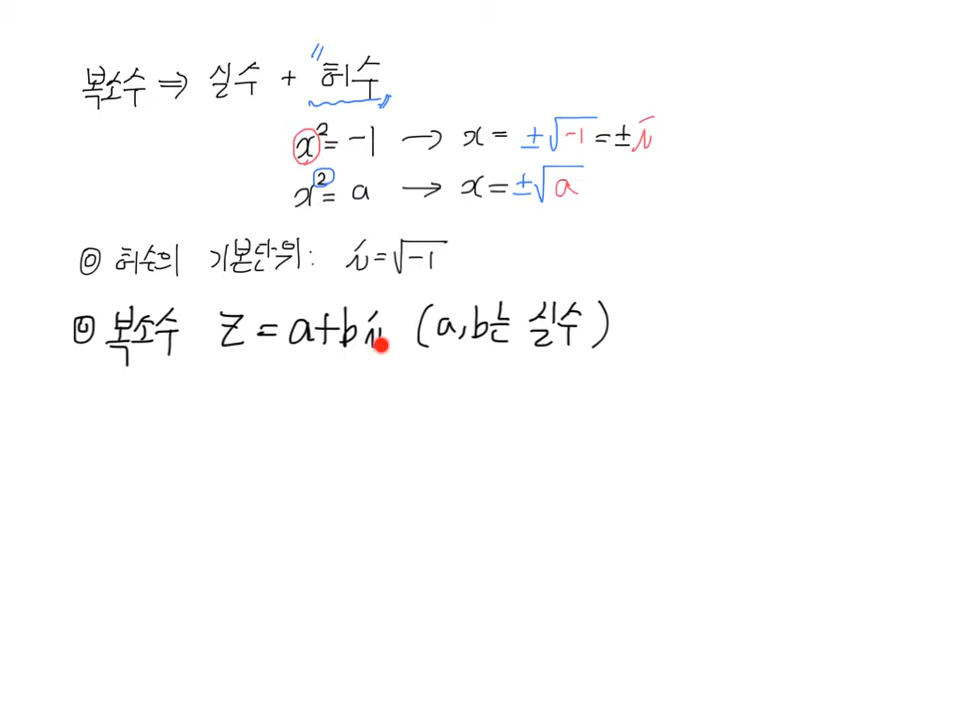 복소수 ⇒ 실수 + "허수"
x² = -1 → x = ±√-1 = ±i
x² = a → x = ±√a
◎ 허수의 기본단위: i = √-1
◎ 복소수 z = a+bi (a, b는 실수)